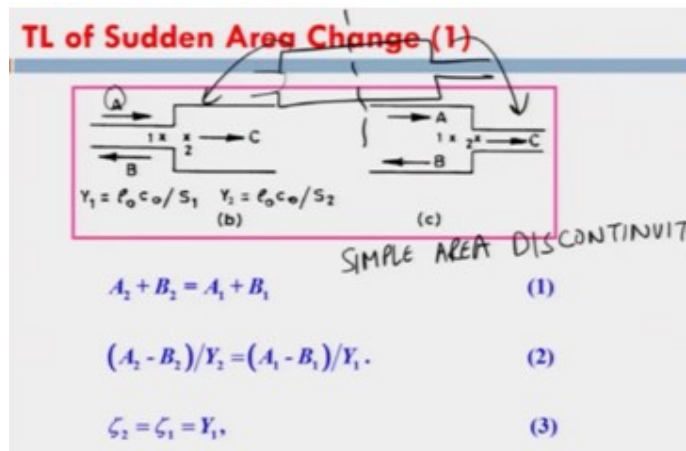 TL of Sudden Area Change (1)
A
B
1 x x 2
C
Y₁ = ρ₀c₀/S₁ Y₂ = ρ₀c₀/S₂
(b)
A
B
1 x 2 x
C
(c)
SIMPLE AREA DISCONTINUIT
A₂ + B₂ = A₁ + B₁ (1)
(A₂ - B₂)/Y₂ = (A₁ - B₁)/Y₁. (2)
ζ₂ = ζ₁ = Y₁, (3)